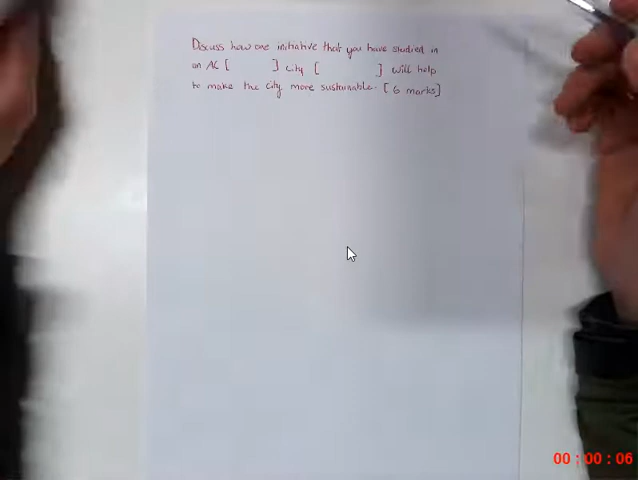 Discuss how one initiative that you have studied in
an AC [ ] city [ ] will help
to make the city more sustainable. [6 marks]
00:00:06